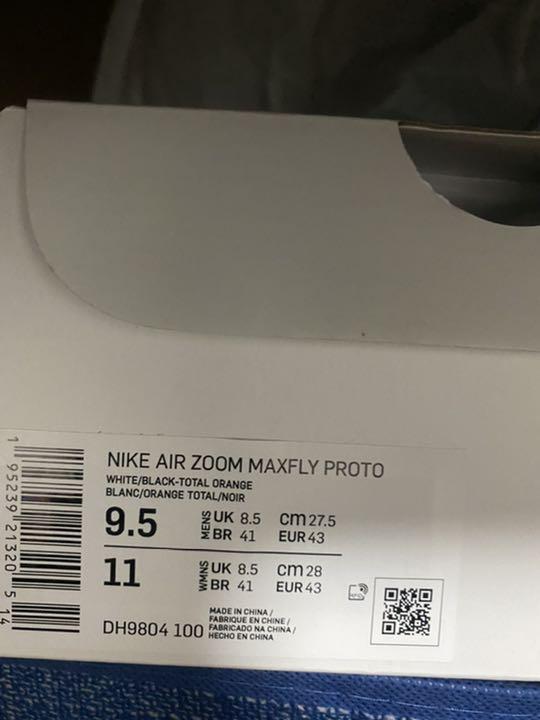 NIKE AIR ZOOM MAXFLY PROTO
WHITE/BLACK-TOTAL ORANGE
BLANC/ORANGE TOTAL/NOIR
9.5 MENS UK 8.5 cm 27.5
BR 41 EUR 43
11 WMNS UK 8.5 cm 28
BR 41 EUR 43
DH9804 100
MADE IN CHINA /
FABRIQUE EN CHINE /
FABRICADO NA CHINA /
HECHO EN CHINA
1 95239 21320 5 14